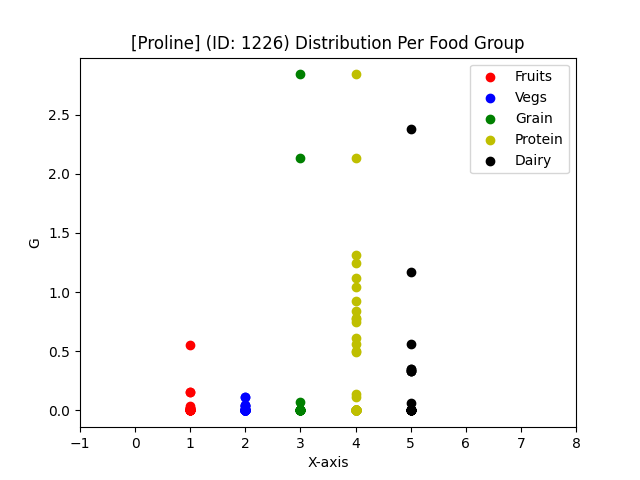 [Proline] (ID: 1226) Distribution Per Food Group
Fruits
Vegs
Grain
Protein
Dairy
2.5
2.0
1.5
1.0
0.5
0.0
G
−1 0 1 2 3 4 5 6 7 8
X-axis